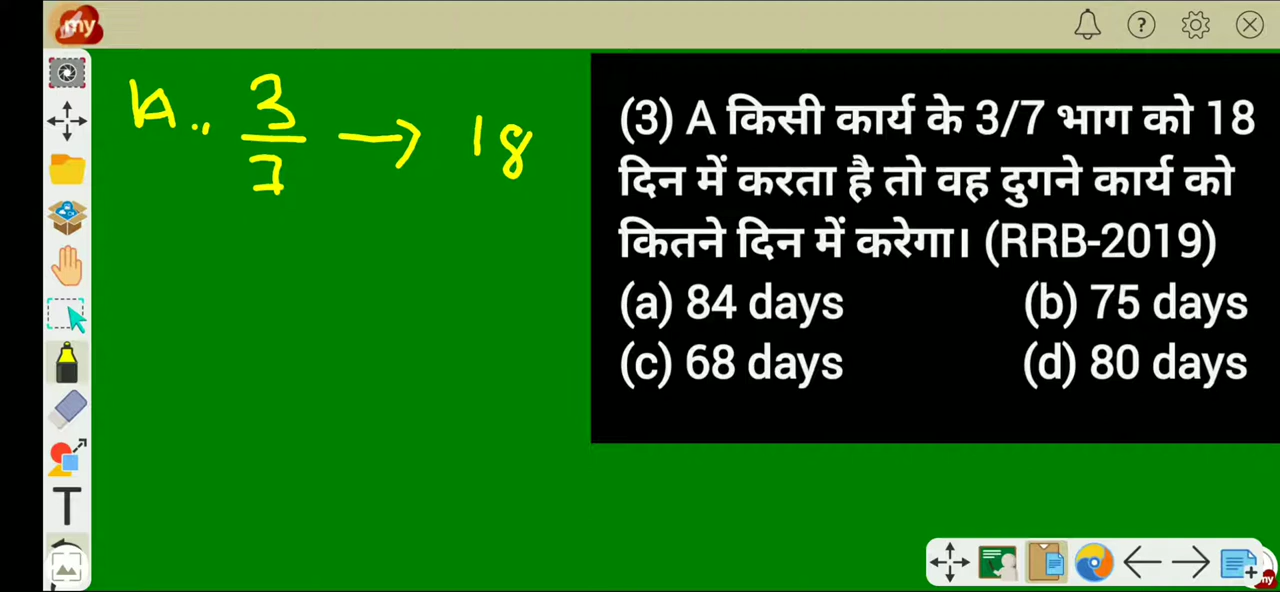 my
A.. 3/7 → 18
(3) A किसी कार्य के 3/7 भाग को 18
दिन में करता है तो वह दुगने कार्य को
कितने दिन में करेगा। (RRB-2019)
(a) 84 days (b) 75 days
(c) 68 days (d) 80 days
T
my